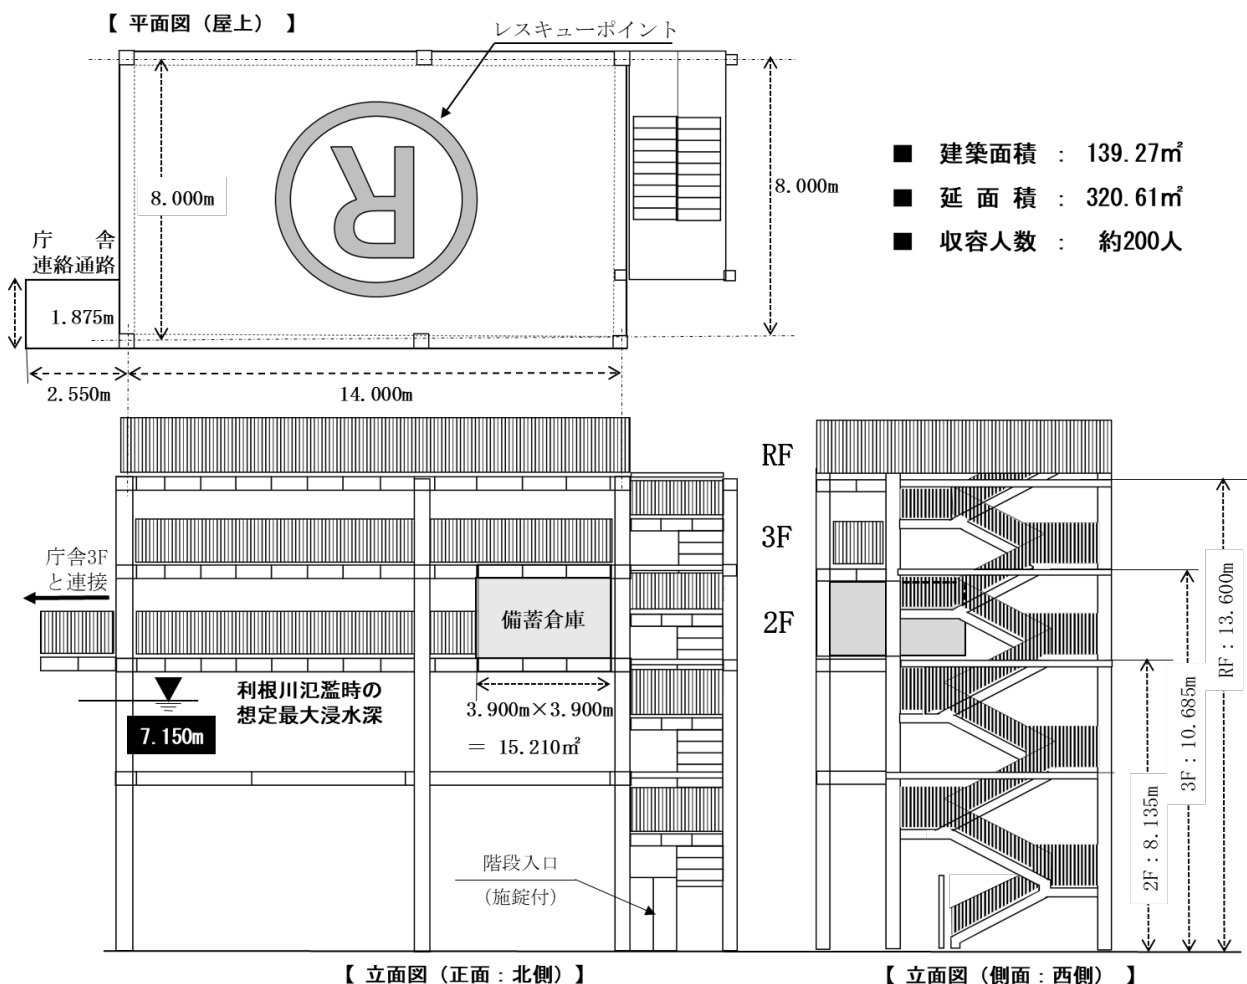 【 平面図（屋上） 】
レスキューポイント
R
8.000m
8.000m
庁　舎
連絡通路
1.875m
2.550m
14.000m
■ 建築面積 ： 139.27㎡
■ 延 面 積 ： 320.61㎡
■ 収容人数 ： 約200人
RF
3F
2F
庁舎3F
と連接
備蓄倉庫
利根川氾濫時の
想定最大浸水深
7.150m
3.900m×3.900m
＝ 15.210㎡
階段入口
(施錠付)
2F：8.135m
3F：10.685m
RF：13.600m
【 立面図（正面：北側）】
【 立面図（側面：西側） 】